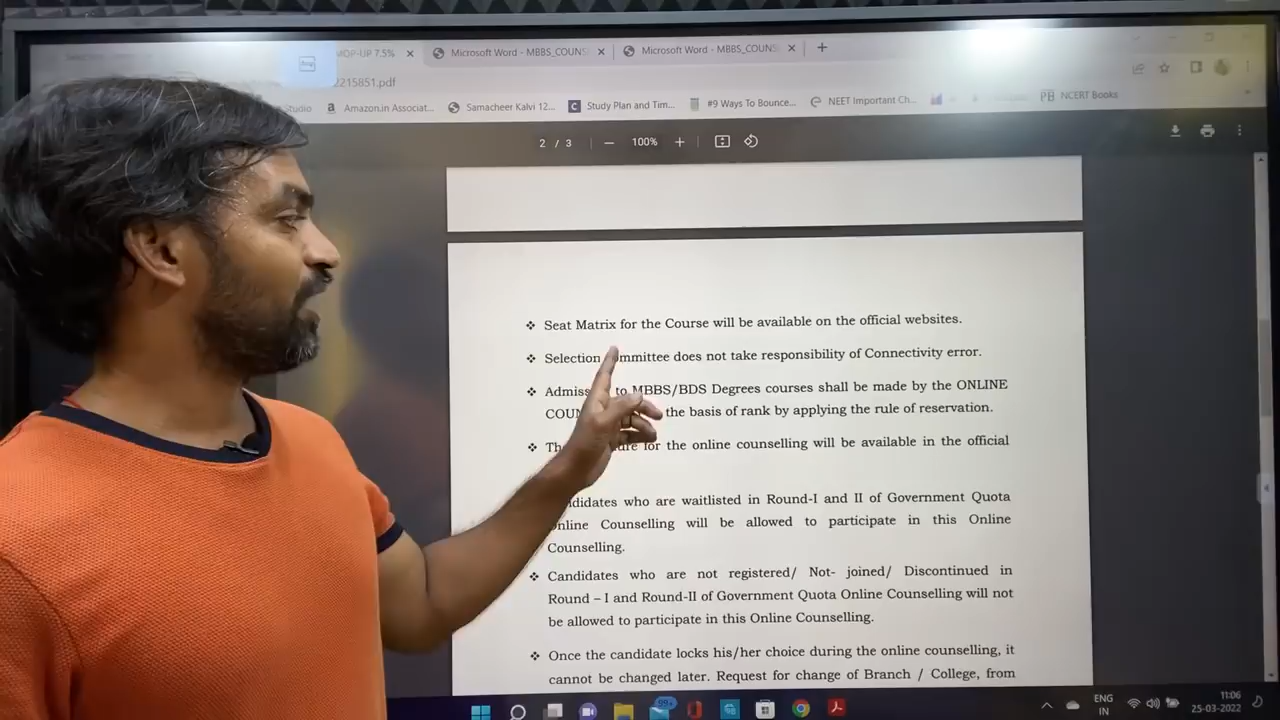 MOP-UP 7.5%
Microsoft Word - MBBS_COUNS
Microsoft Word - MBBS_COUNS
2215851.pdf
Studio
Amazon.in Associat...
Samacheer Kalvi 12...
Study Plan and Tim...
#9 Ways To Bounce...
NEET Important Ch...
NCERT Books
2 / 3
100%
Seat Matrix for the Course will be available on the official websites.
Selection ommittee does not take responsibility of Connectivity error.
Admiss to MBBS/BDS Degrees courses shall be made by the ONLINE
COUN the basis of rank by applying the rule of reservation.
for the online counselling will be available in the official
didates who are waitlisted in Round-I and II of Government Quota
nline Counselling will be allowed to participate in this Online
Counselling.
Candidates who are not registered/ Not- joined/ Discontinued in
Round – I and Round-II of Government Quota Online Counselling will not
be allowed to participate in this Online Counselling.
Once the candidate locks his/her choice during the online counselling, it
cannot be changed later. Request for change of Branch / College, from
99+
ENG
IN
11:06
25-03-2022